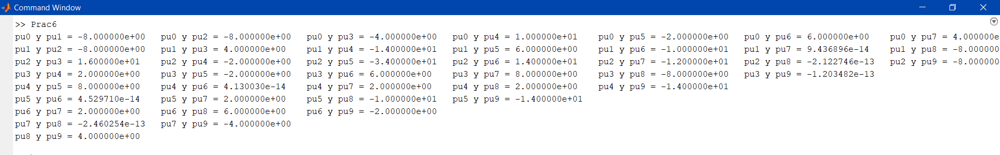 Command Window
>> Prac6
pu0 y pu1 = -8.000000e+00 pu0 y pu2 = -8.000000e+00 pu0 y pu3 = -4.000000e+00 pu0 y pu4 = 1.000000e+01 pu0 y pu5 = -2.000000e+00 pu0 y pu6 = 6.000000e+00 pu0 y pu7 = 4.000000e
pu1 y pu2 = -8.000000e+00 pu1 y pu3 = 4.000000e+00 pu1 y pu4 = -1.400000e+01 pu1 y pu5 = 6.000000e+00 pu1 y pu6 = -1.000000e+01 pu1 y pu7 = 9.436896e-14 pu1 y pu8 = -8.00000
pu2 y pu3 = 1.600000e+01 pu2 y pu4 = -2.000000e+00 pu2 y pu5 = -3.400000e+01 pu2 y pu6 = 1.400000e+01 pu2 y pu7 = -1.200000e+01 pu2 y pu8 = -2.122746e-13 pu2 y pu9 = -8.00000
pu3 y pu4 = 2.000000e+00 pu3 y pu5 = -2.000000e+00 pu3 y pu6 = 6.000000e+00 pu3 y pu7 = 8.000000e+00 pu3 y pu8 = -8.000000e+00 pu3 y pu9 = -1.203482e-13
pu4 y pu5 = 8.000000e+00 pu4 y pu6 = 4.130030e-14 pu4 y pu7 = 2.000000e+00 pu4 y pu8 = 2.000000e+00 pu4 y pu9 = -1.400000e+01
pu5 y pu6 = 4.529710e-14 pu5 y pu7 = 2.000000e+00 pu5 y pu8 = -1.000000e+01 pu5 y pu9 = -1.400000e+01
pu6 y pu7 = 2.000000e+00 pu6 y pu8 = 6.000000e+00 pu6 y pu9 = -2.000000e+00
pu7 y pu8 = -2.460254e-13 pu7 y pu9 = -4.000000e+00
pu8 y pu9 = 4.000000e+00